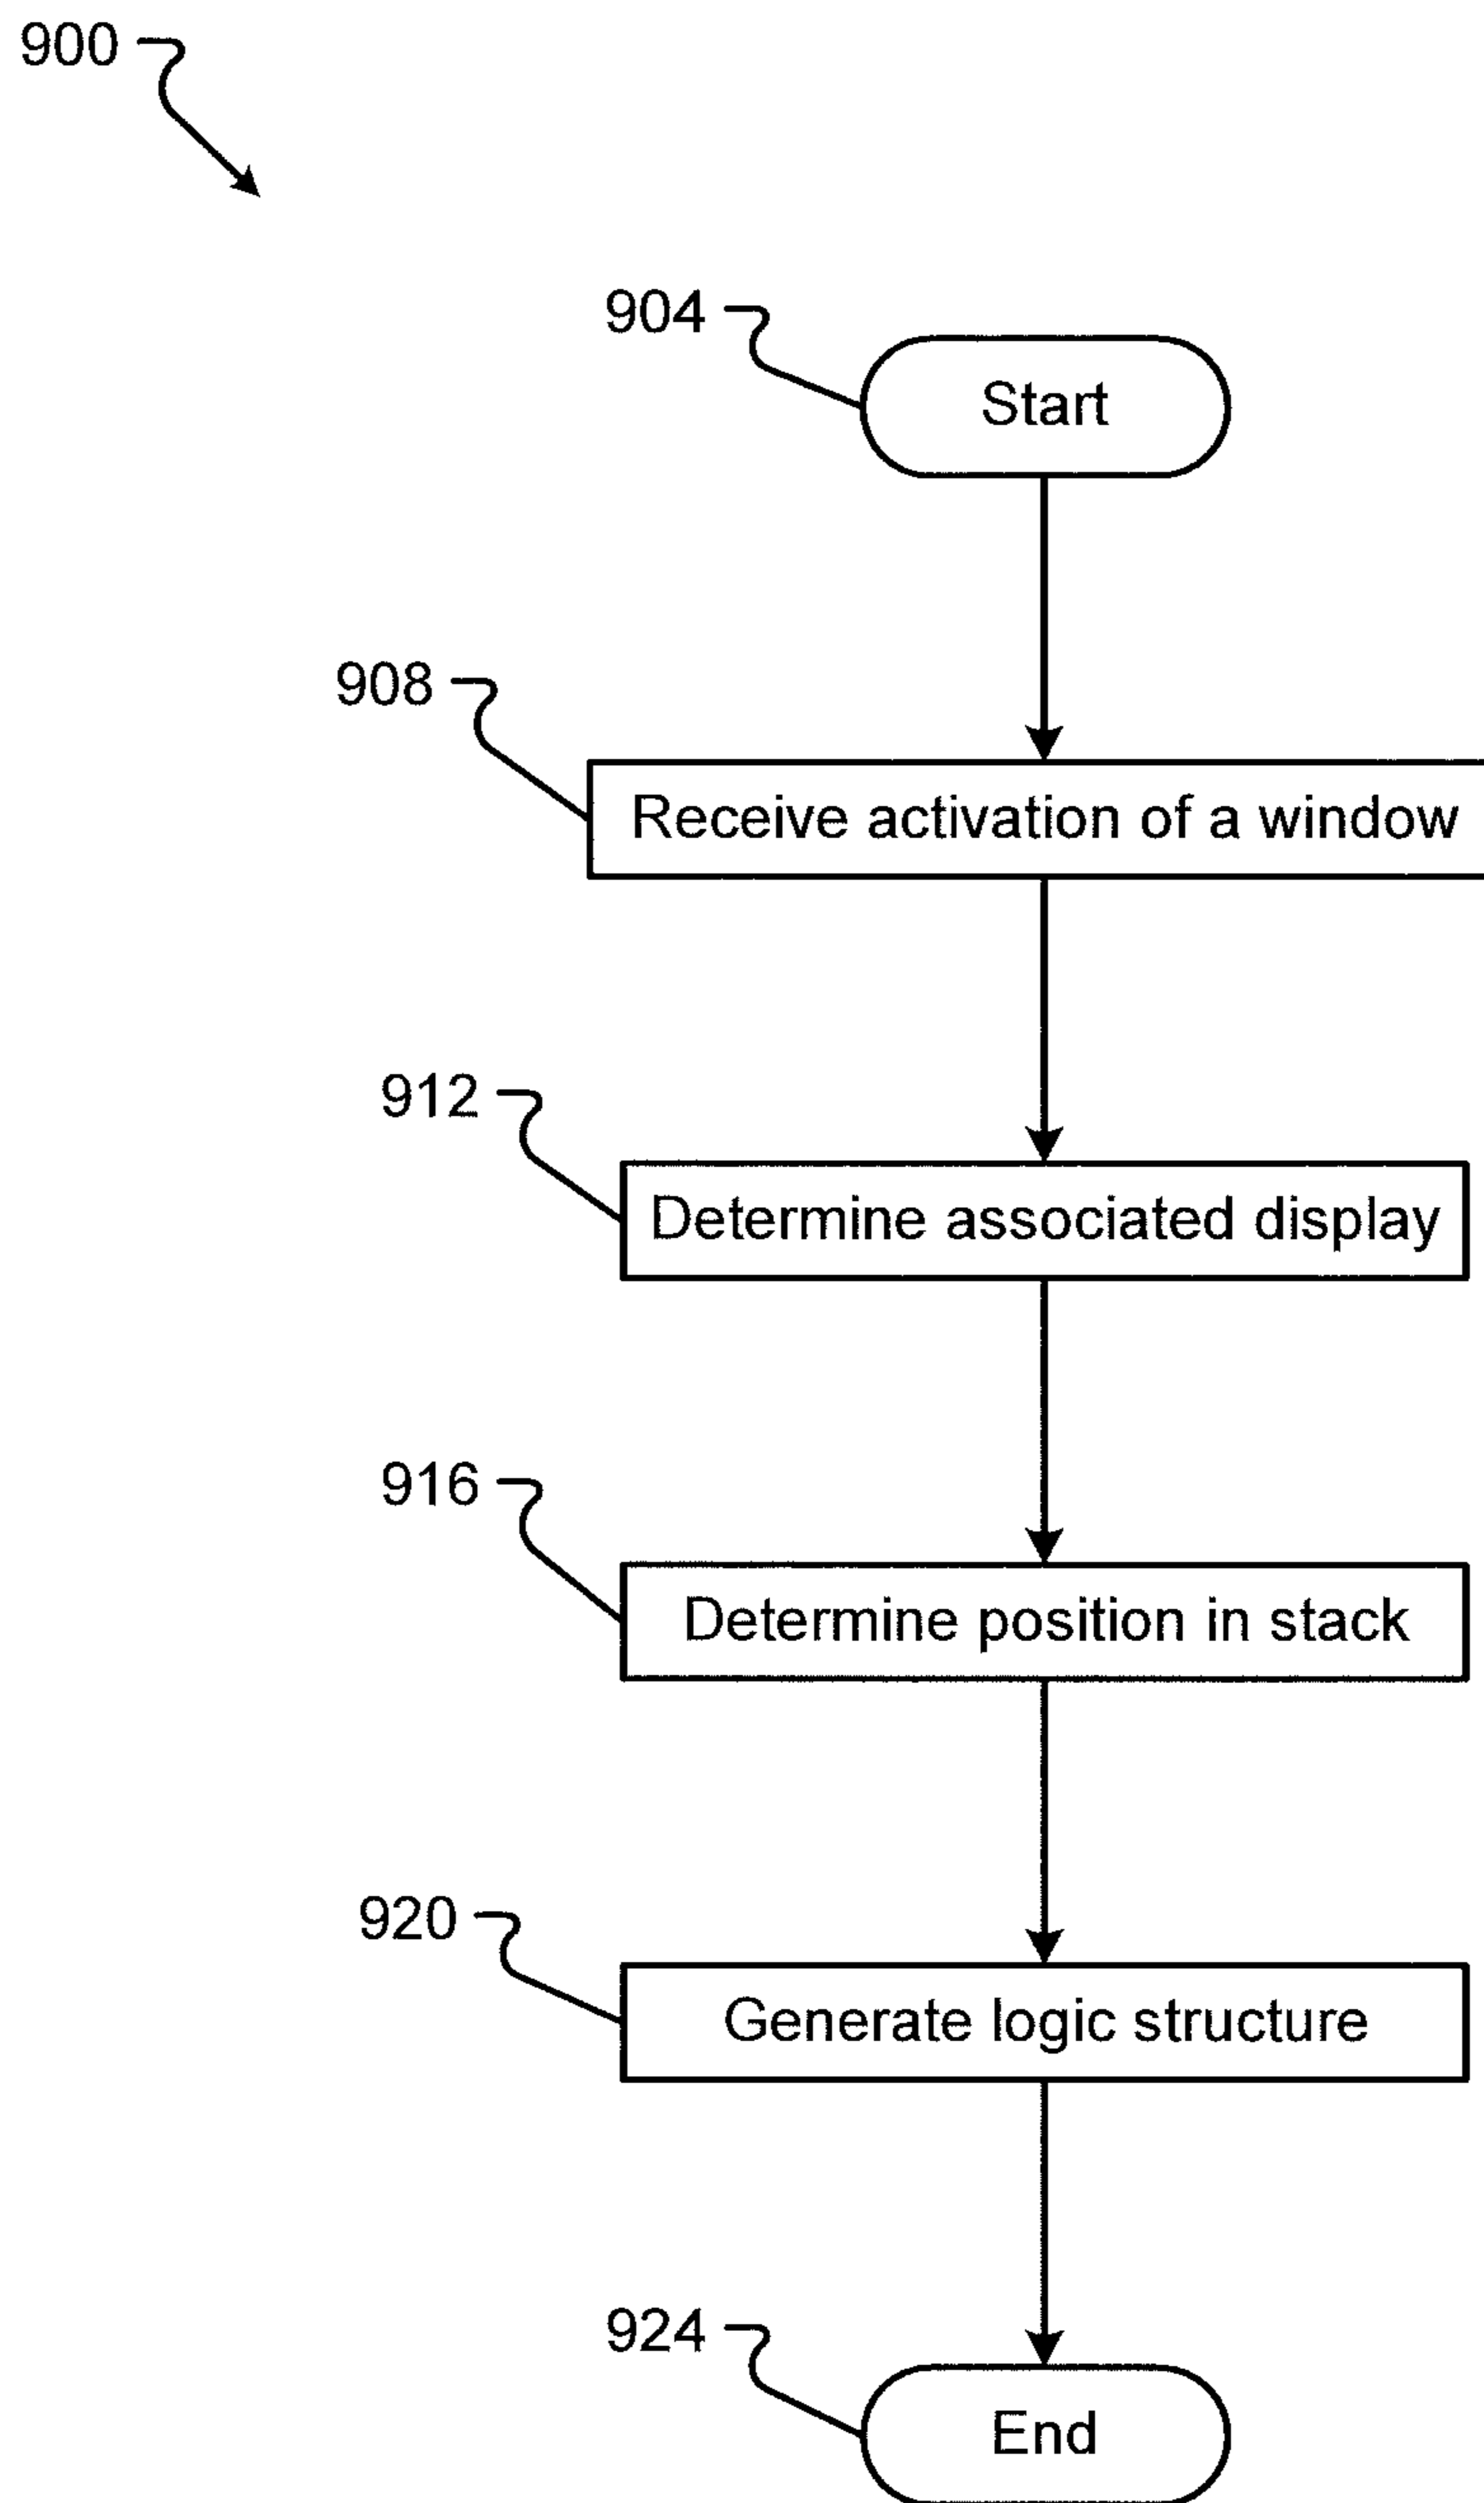 900
904
Start
908
Receive activation of a window
912
Determine associated display
916
Determine position in stack
920
Generate logic structure
924
End